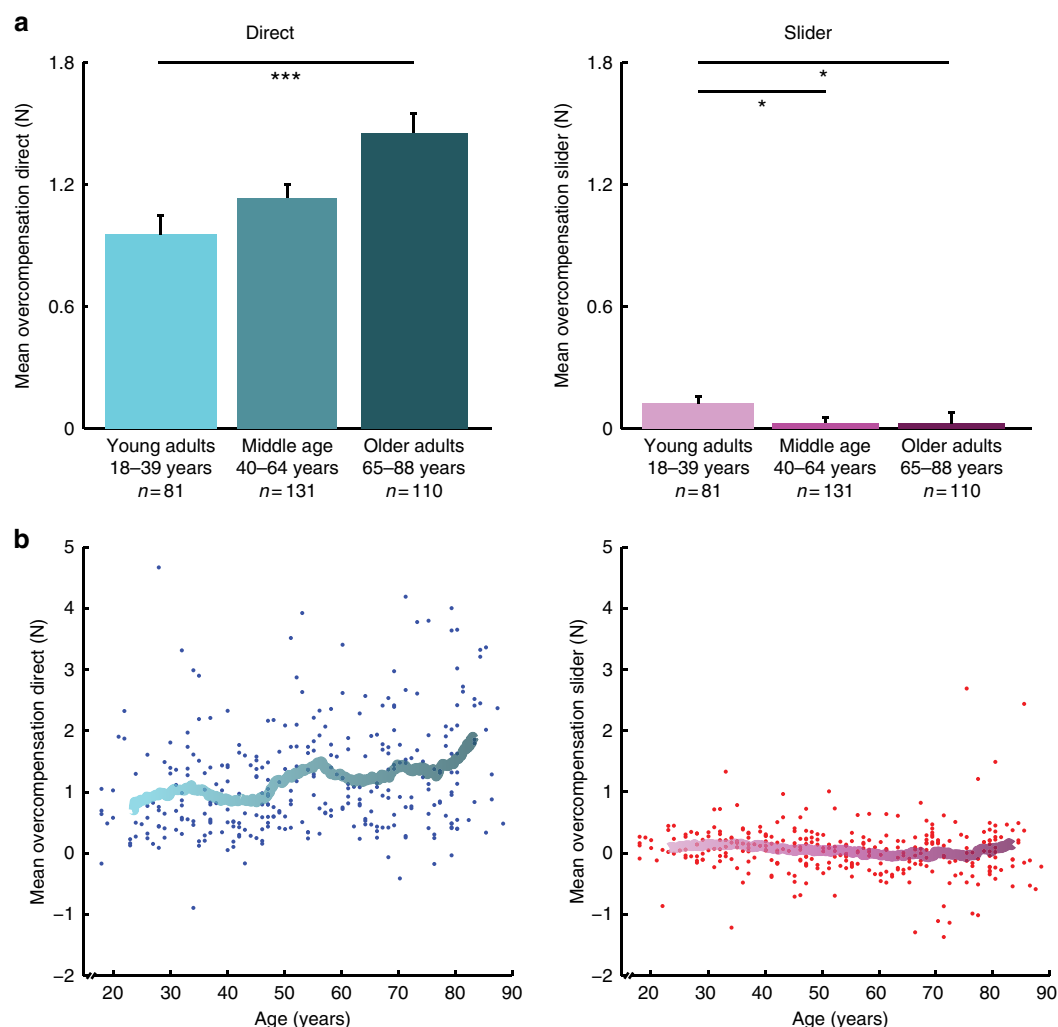 a
Direct
Mean overcompensation direct (N)
1.8
1.2
0.6
0
***
Young adults
18–39 years
n=81
Middle age
40–64 years
n=131
Older adults
65–88 years
n=110
Slider
Mean overcompensation slider (N)
1.8
1.2
0.6
0
*
*
Young adults
18–39 years
n=81
Middle age
40–64 years
n=131
Older adults
65–88 years
n=110
b
Mean overcompensation direct (N)
5
4
3
2
1
0
−1
−2
20 30 40 50 60 70 80 90
Age (years)
Mean overcompensation slider (N)
5
4
3
2
1
0
−1
−2
20 30 40 50 60 70 80 90
Age (years)